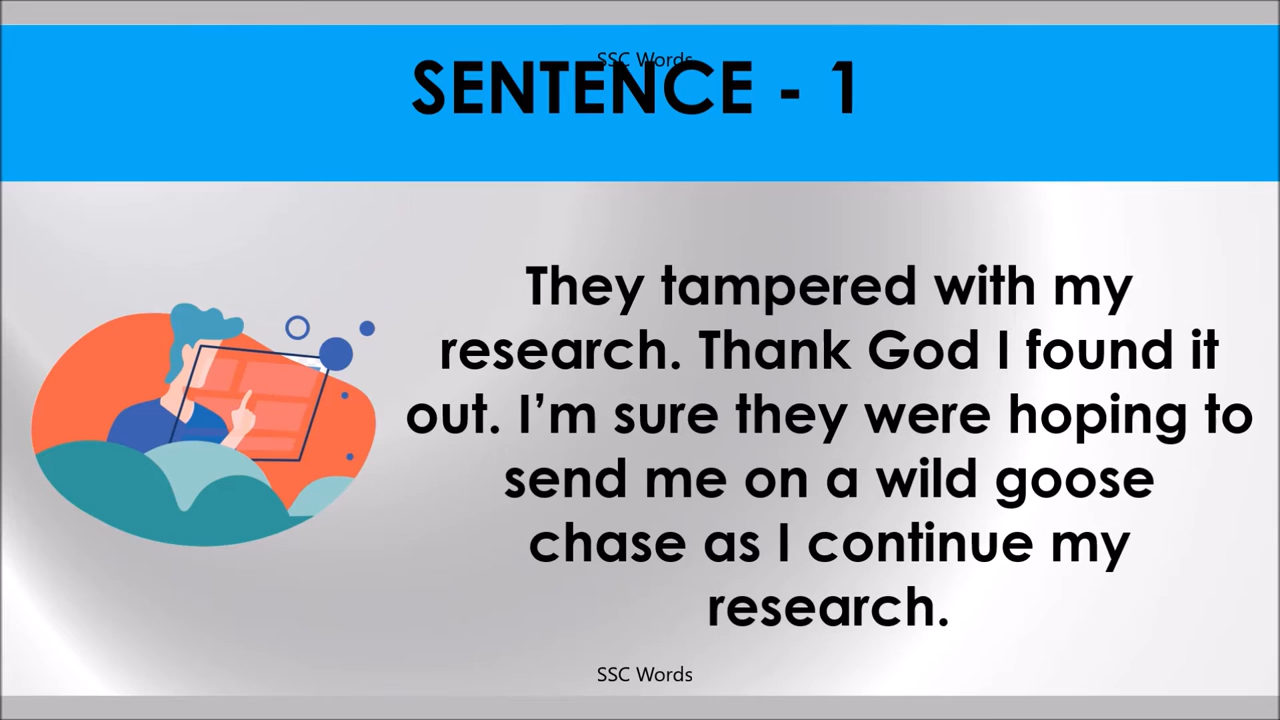 SSC Words
SENTENCE - 1
They tampered with my
research. Thank God I found it
out. I’m sure they were hoping to
send me on a wild goose
chase as I continue my
research.
SSC Words